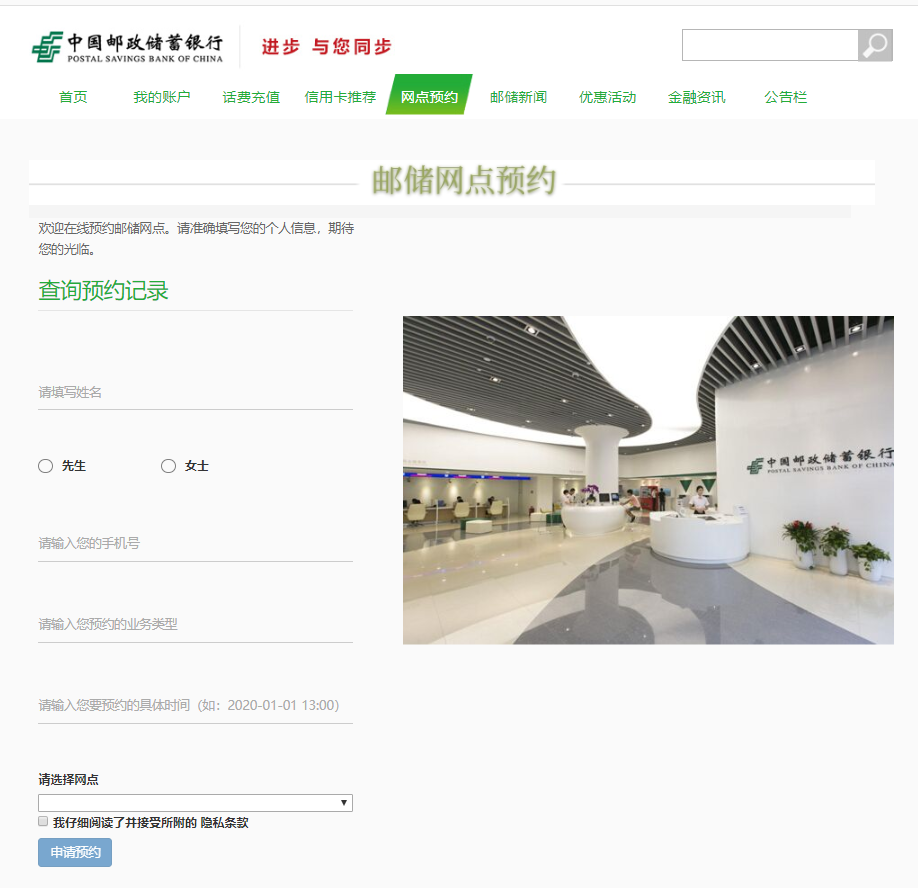 中国邮政储蓄银行
POSTAL SAVINGS BANK OF CHINA
进步 与您同步
首页 我的账户 话费充值 信用卡推荐 网点预约 邮储新闻 优惠活动 金融资讯 公告栏
邮储网点预约
欢迎在线预约邮储网点。请准确填写您的个人信息，期待
您的光临。
查询预约记录
请填写姓名
先生 女士
请输入您的手机号
请输入您预约的业务类型
请输入您要预约的具体时间（如：2020-01-01 13:00）
请选择网点
我仔细阅读了并接受所附的 隐私条款
申请预约
中国邮政储蓄银行
POSTAL SAVINGS BANK OF CHINA